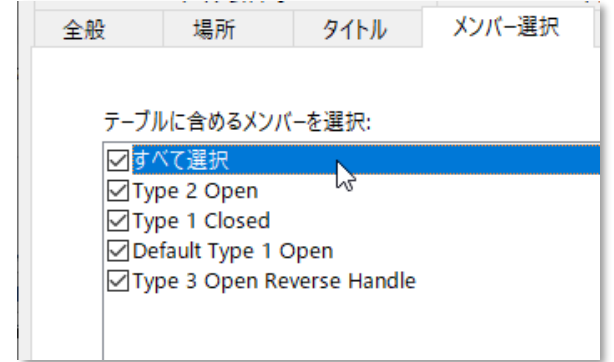 全般 場所 タイトル メンバー選択
テーブルに含めるメンバーを選択:
すべて選択
Type 2 Open
Type 1 Closed
Default Type 1 Open
Type 3 Open Reverse Handle